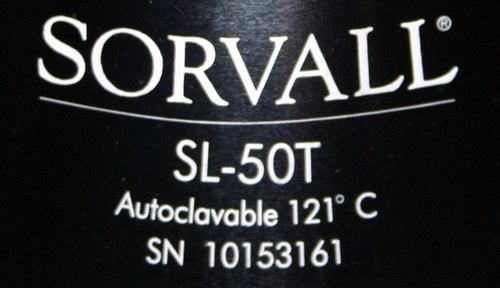 SORVALL®
SL-50T
Autoclavable 121° C
SN 10153161